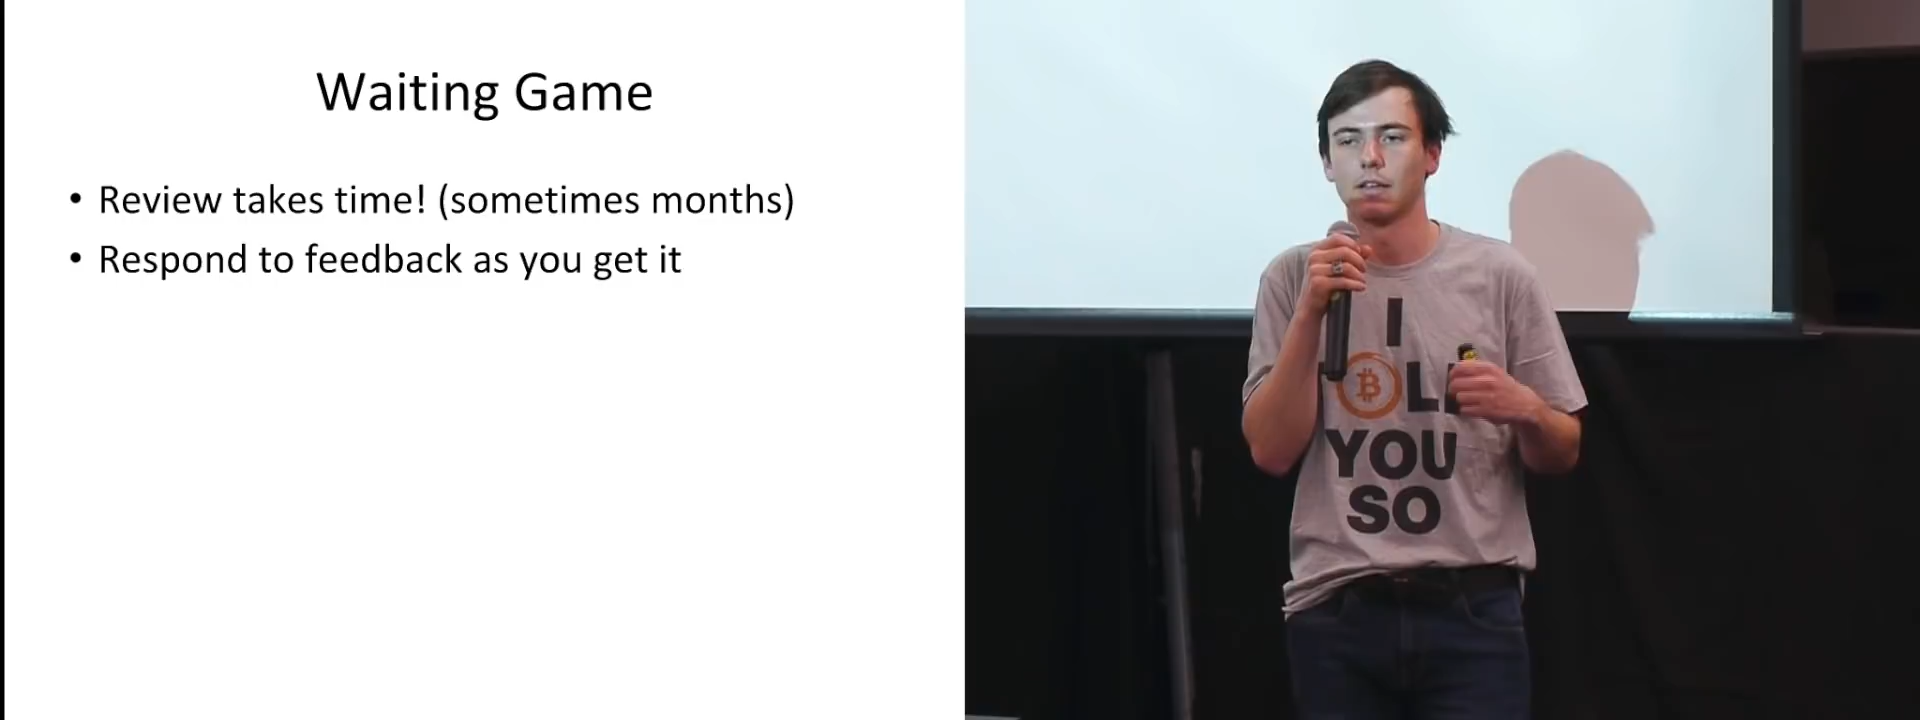 Waiting Game
• Review takes time! (sometimes months)
• Respond to feedback as you get it
I
YOU
SO